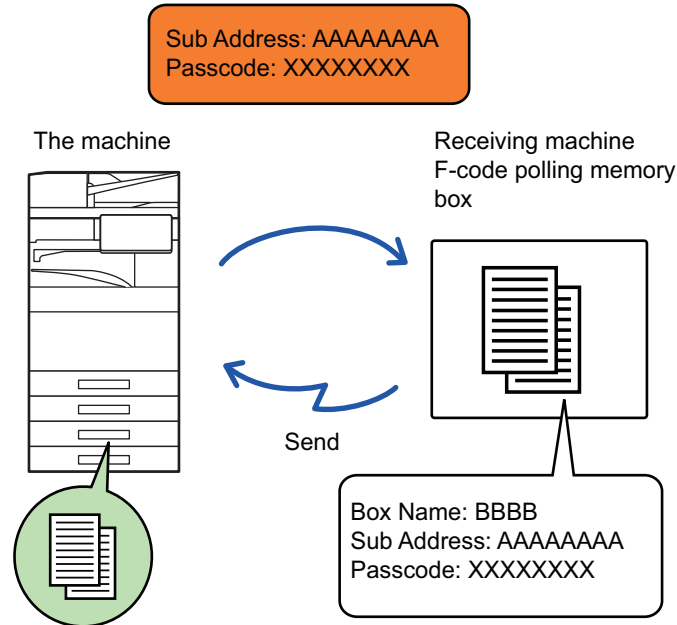 Sub Address: AAAAAAAA
Passcode: XXXXXXXX
The machine
Receiving machine
F-code polling memory
box
Send
Box Name: BBBB
Sub Address: AAAAAAAA
Passcode: XXXXXXXX